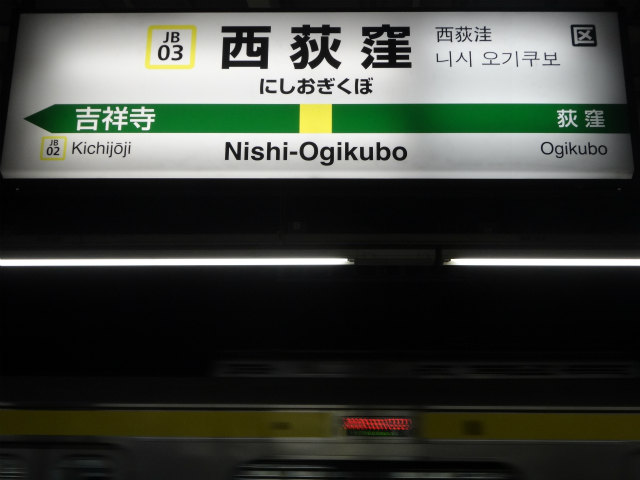 JB
03
西荻窪
西荻洼
区
니시 오기쿠보
にしおぎくぼ
吉祥寺
荻窪
JB
02
Kichijōji
Nishi-Ogikubo
Ogikubo